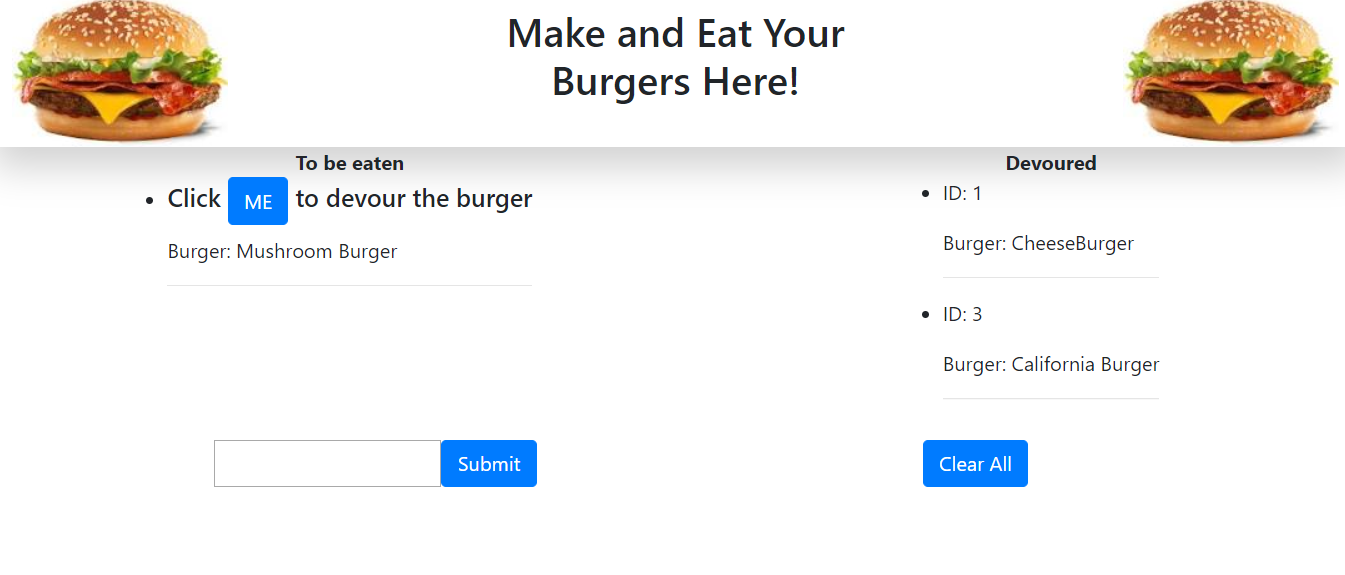 Make and Eat Your
Burgers Here!
To be eaten
Click ME to devour the burger
Burger: Mushroom Burger
Submit
Devoured
ID: 1
Burger: CheeseBurger
ID: 3
Burger: California Burger
Clear All